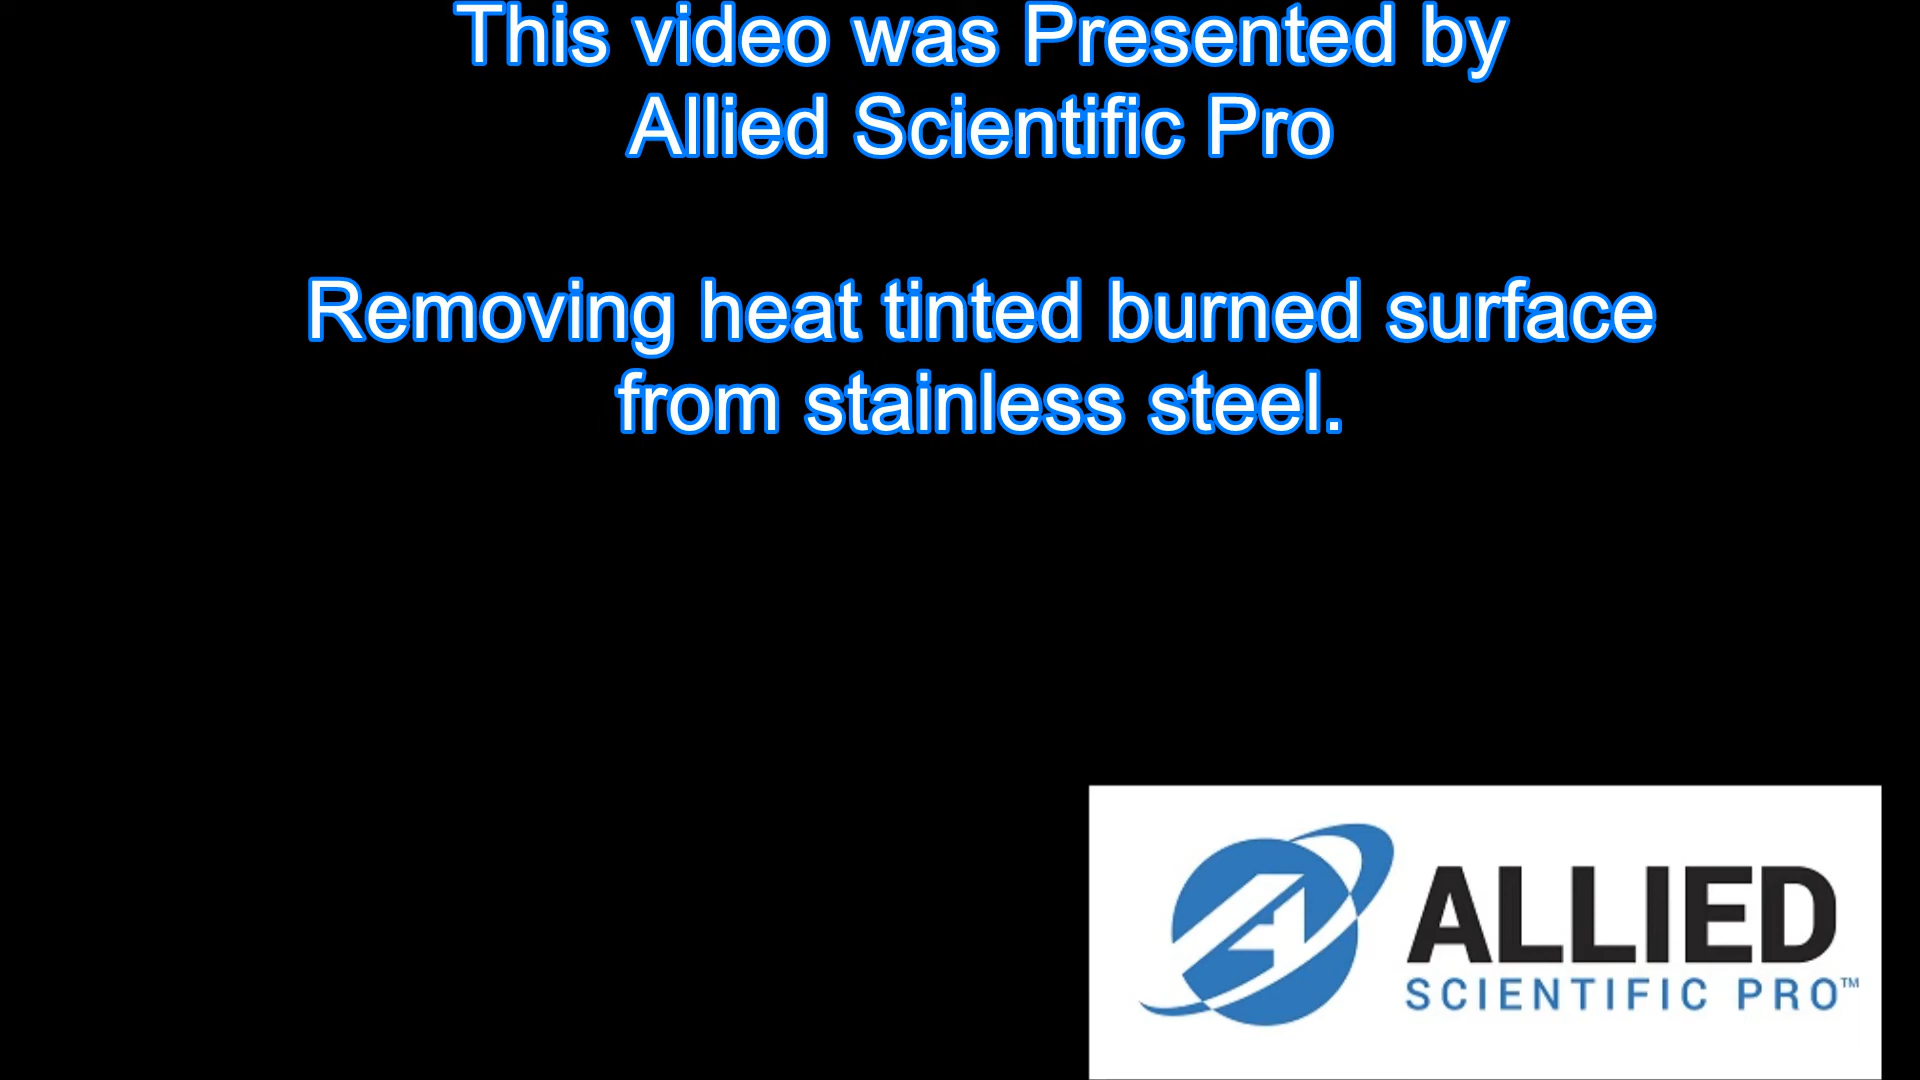 This video was Presented by
Allied Scientific Pro
Removing heat tinted burned surface
from stainless steel.
ALLIED
SCIENTIFIC PRO™